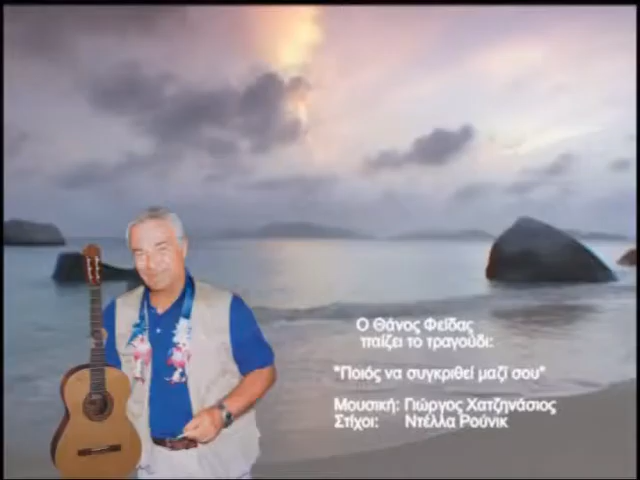 Ο Θάνος Φείδας
παίζει το τραγούδι:
"Ποιός να συγκριθεί μαζί σου"
Μουσική: Γιώργος Χατζηνάσιος
Στίχοι: Ντέλλα Ρούνικ